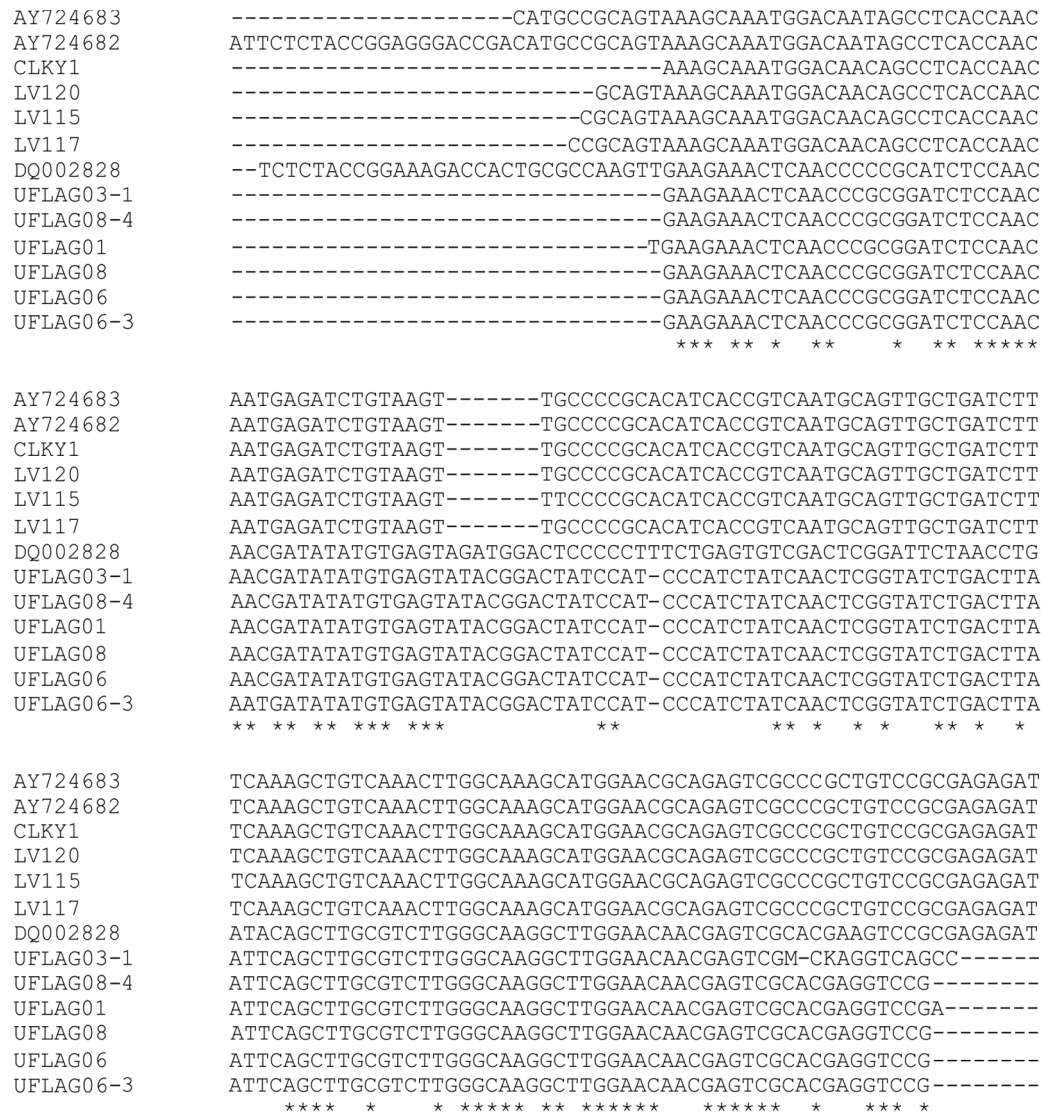 AY724683 ---------------------CATGCCGCAGTAAAGCAAATGGACAATAGCCTCACCAAC
AY724682 ATTCTCTACCGGAGGGACCGACATGCCGCAGTAAAGCAAATGGACAATAGCCTCACCAAC
CLKY1 --------------------------------AAAGCAAATGGACAACAGCCTCACCAAC
LV120 ---------------------------GCAGTAAAGCAAATGGACAACAGCCTCACCAAC
LV115 --------------------------CGCAGTAAAGCAAATGGACAACAGCCTCACCAAC
LV117 -------------------------CCGCAGTAAAGCAAATGGACAACAGCCTCACCAAC
DQ002828 --TCTCTACCGGAAAGACCACTGCGCCAAGTTGAAGAAACTCAACCCCCGCATCTCCAAC
UFLAG03-1 --------------------------------GAAGAAACTCAACCCGCGGATCTCCAAC
UFLAG08-4 --------------------------------GAAGAAACTCAACCCGCGGATCTCCAAC
UFLAG01 -------------------------------TGAAGAAACTCAACCCGCGGATCTCCAAC
UFLAG08 --------------------------------GAAGAAACTCAACCCGCGGATCTCCAAC
UFLAG06 --------------------------------GAAGAAACTCAACCCGCGGATCTCCAAC
UFLAG06-3 --------------------------------GAAGAAACTCAACCCGCGGATCTCCAAC
*** ** *  **    *  ** *****
AY724683 AATGAGATCTGTAAGT-------TGCCCCGCACATCACCGTCAATGCAGTTGCTGATCTT
AY724682 AATGAGATCTGTAAGT-------TGCCCCGCACATCACCGTCAATGCAGTTGCTGATCTT
CLKY1 AATGAGATCTGTAAGT-------TGCCCCGCACATCACCGTCAATGCAGTTGCTGATCTT
LV120 AATGAGATCTGTAAGT-------TGCCCCGCACATCACCGTCAATGCAGTTGCTGATCTT
LV115 AATGAGATCTGTAAGT-------TTCCCCGCACATCACCGTCAATGCAGTTGCTGATCTT
LV117 AATGAGATCTGTAAGT-------TGCCCCGCACATCACCGTCAATGCAGTTGCTGATCTT
DQ002828 AACGATATATGTGAGTAGATGGACTCCCCCTTTCTGAGTGTCGACTCGGATTCTAACCTG
UFLAG03-1 AACGATATATGTGAGTATACGGACTATCCAT-CCCATCTATCAACTCGGTATCTGACTTA
UFLAG08-4 AACGATATATGTGAGTATACGGACTATCCAT-CCCATCTATCAACTCGGTATCTGACTTA
UFLAG01 AACGATATATGTGAGTATACGGACTATCCAT-CCCATCTATCAACTCGGTATCTGACTTA
UFLAG08 AACGATATATGTGAGTATACGGACTATCCAT-CCCATCTATCAACTCGGTATCTGACTTA
UFLAG06 AACGATATATGTGAGTATACGGACTATCCAT-CCCATCTATCAACTCGGTATCTGACTTA
UFLAG06-3 AATGATATATGTGAGTATACGGACTATCCAT-CCCATCTATCAACTCGGTATCTGACTTA
** ** ** *** ***           **           ** *  * *   ** *  *
AY724683 TCAAAGCTGTCAAACTTGGCAAAGCATGGAACGCAGAGTCGCCCGCTGTCCGCGAGAGAT
AY724682 TCAAAGCTGTCAAACTTGGCAAAGCATGGAACGCAGAGTCGCCCGCTGTCCGCGAGAGAT
CLKY1 TCAAAGCTGTCAAACTTGGCAAAGCATGGAACGCAGAGTCGCCCGCTGTCCGCGAGAGAT
LV120 TCAAAGCTGTCAAACTTGGCAAAGCATGGAACGCAGAGTCGCCCGCTGTCCGCGAGAGAT
LV115 TCAAAGCTGTCAAACTTGGCAAAGCATGGAACGCAGAGTCGCCCGCTGTCCGCGAGAGAT
LV117 TCAAAGCTGTCAAACTTGGCAAAGCATGGAACGCAGAGTCGCCCGCTGTCCGCGAGAGAT
DQ002828 ATACAGCTTGCGTCTTGGGCAAGGCTTGGAACAACGAGTCGCACGAAGTCCGCGAGAGAT
UFLAG03-1 ATTCAGCTTGCGTCTTGGGCAAGGCTTGGAACAACGAGTCGM-CKAGGTCAGCC------
UFLAG08-4 ATTCAGCTTGCGTCTTGGGCAAGGCTTGGAACAACGAGTCGCACGAGGTCCG--------
UFLAG01 ATTCAGCTTGCGTCTTGGGCAAGGCTTGGAACAACGAGTCGCACGAGGTCCGA-------
UFLAG08 ATTCAGCTTGCGTCTTGGGCAAGGCTTGGAACAACGAGTCGCACGAGGTCCG--------
UFLAG06 ATTCAGCTTGCGTCTTGGGCAAGGCTTGGAACAACGAGTCGCACGAGGTCCG--------
UFLAG06-3 ATTCAGCTTGCGTCTTGGGCAAGGCTTGGAACAACGAGTCGCACGAGGTCCG--------
****  *    * ***** ** ******   ******  *  *** *